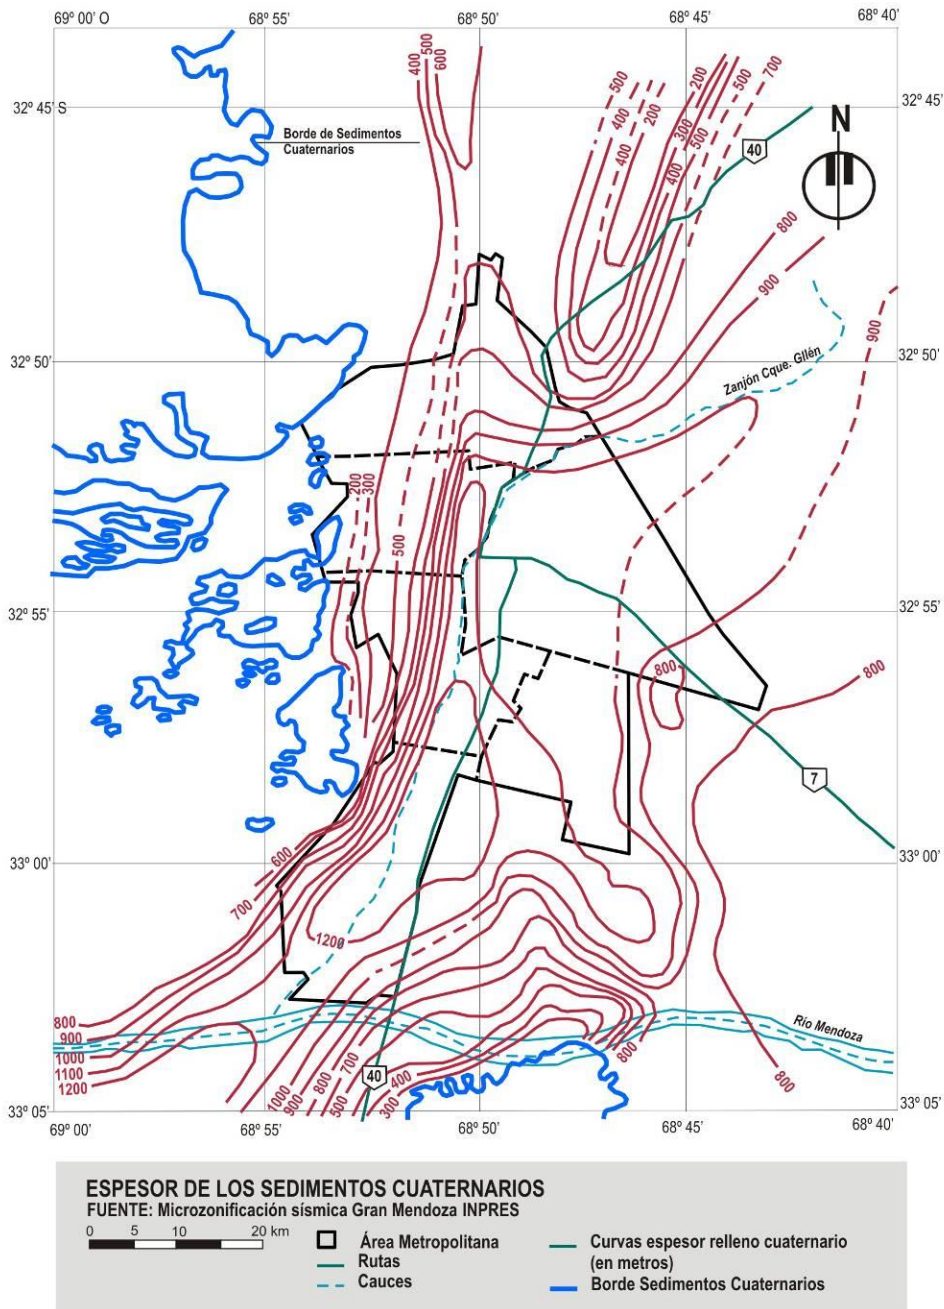 69º 00' O
68º 55'
68º 50'
68º 45'
68º 40'
32º 45' S
32º 45'
Borde de Sedimentos
Cuaternarios
400
500
600
500
400
200
400
200
300
400
500
500
700
40
N
800
900
900
32º 50'
32º 50'
Zanjón Cque. Gilén
200
300
500
32º 55'
32º 55'
800
800
7
33º 00'
33º 00'
600
700
1200
800
900
1000
1100
1200
Río Mendoza
1000
900
800
700
500
400
300
40
800
800
800
33º 05'
33º 05'
69º 00'
68º 55'
68º 50'
68º 45'
68º 40'
ESPESOR DE LOS SEDIMENTOS CUATERNARIOS
FUENTE: Microzonificación sísmica Gran Mendoza INPRES
0 5 10 20 km
Área Metropolitana
Rutas
Cauces
Curvas espesor relleno cuaternario
(en metros)
Borde Sedimentos Cuaternarios